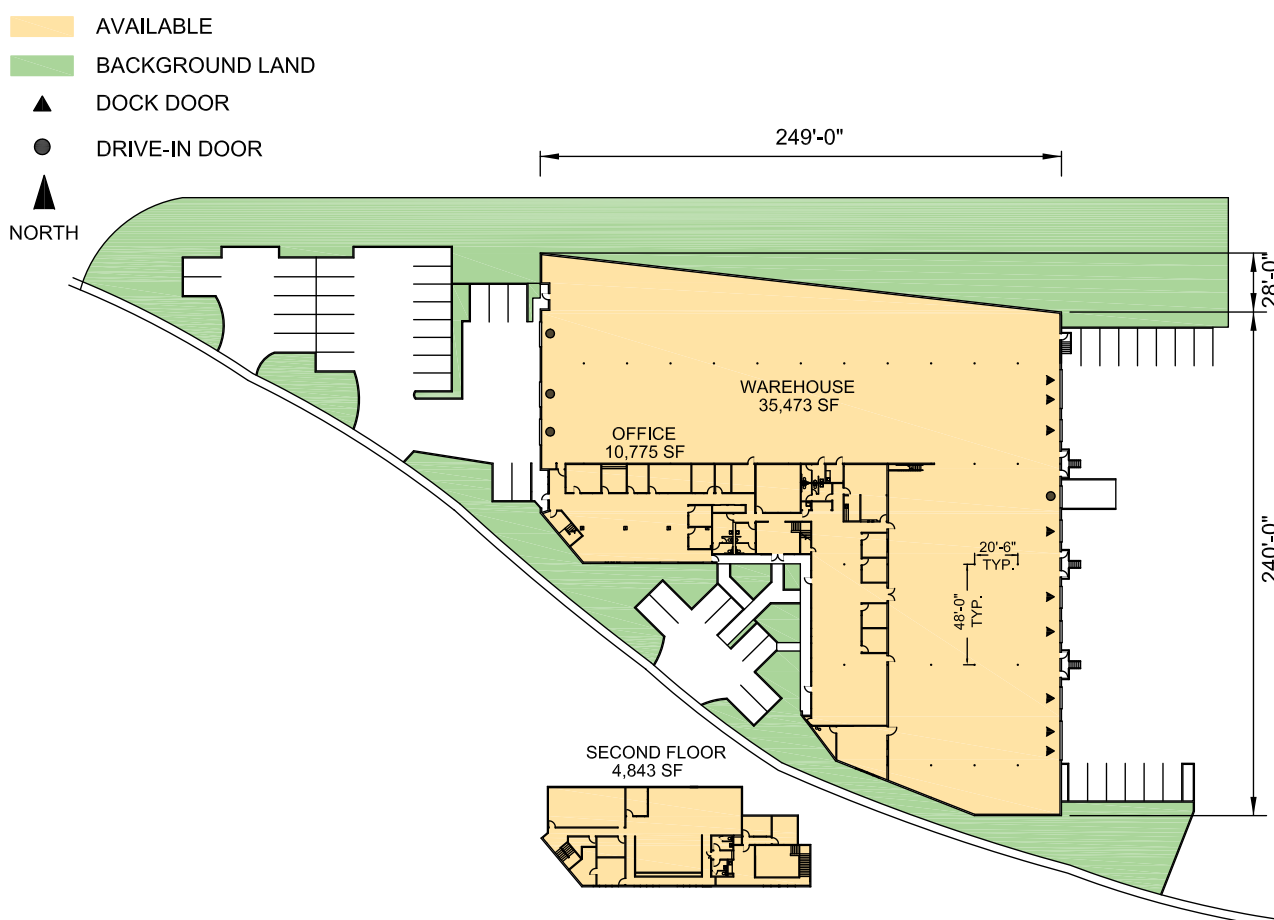 AVAILABLE
BACKGROUND LAND
DOCK DOOR
DRIVE-IN DOOR
NORTH
249'-0"
28'-0"
WAREHOUSE
35,473 SF
OFFICE
10,775 SF
20'-6"
TYP.
48'-0"
TYP.
240'-0"
SECOND FLOOR
4,843 SF